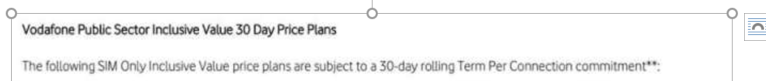 Vodafone Public Sector Inclusive Value 30 Day Price Plans
The following SIM Only Inclusive Value price plans are subject to a 30-day rolling Term Per Connection commitment**: